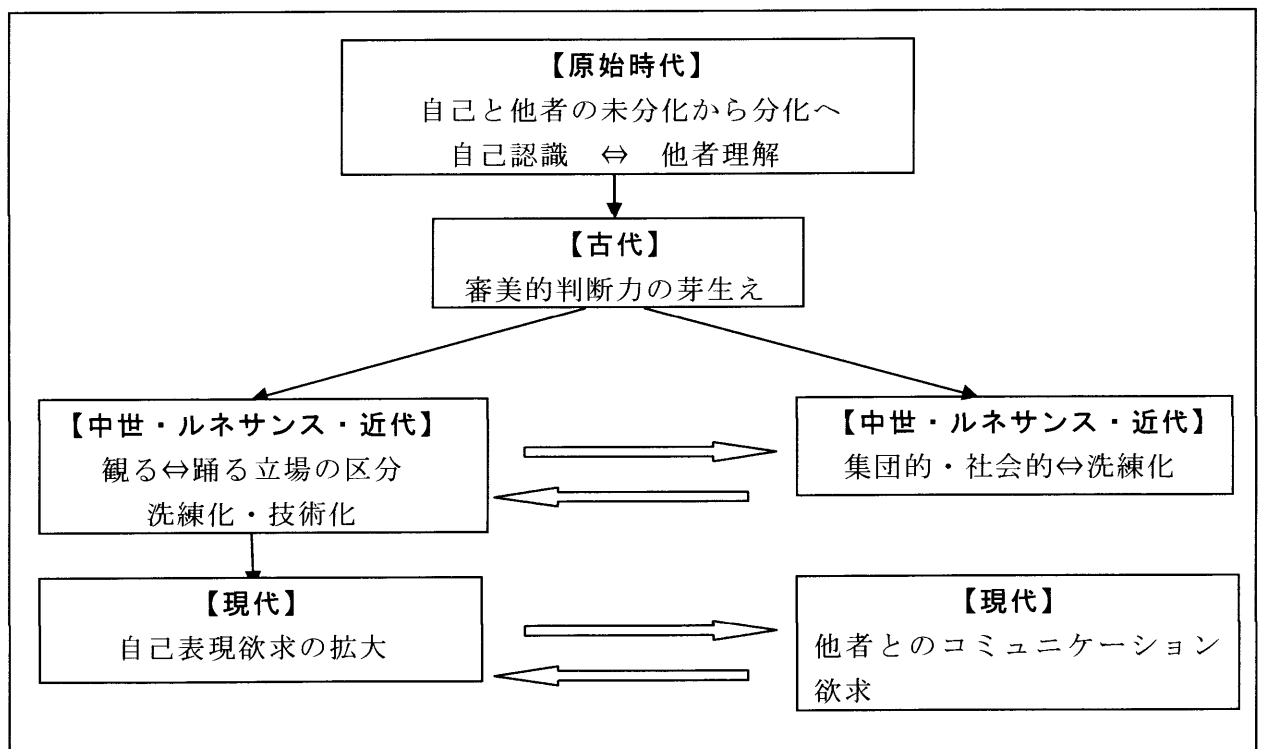 【原始時代】
自己と他者の未分化から分化へ
自己認識 ⇔ 他者理解
【古代】
審美的判断力の芽生え
【中世・ルネサンス・近代】
観る⇔踊る立場の区分
洗練化・技術化
【中世・ルネサンス・近代】
集団的・社会的⇔洗練化
【現代】
自己表現欲求の拡大
【現代】
他者とのコミュニケーション
欲求